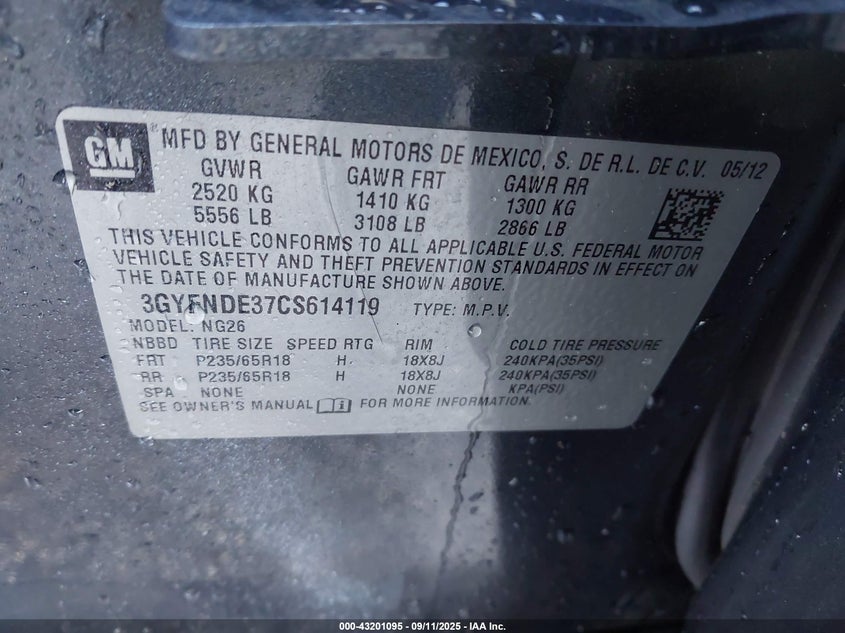 GM ® MFD BY GENERAL MOTORS DE MEXICO, S. DE R.L. DE C.V. 05/12
GVWR GAWR FRT GAWR RR
2520 KG 1410 KG 1300 KG
5556 LB 3108 LB 2866 LB
THIS VEHICLE CONFORMS TO ALL APPLICABLE U.S. FEDERAL MOTOR
VEHICLE SAFETY AND THEFT PREVENTION STANDARDS IN EFFECT ON
THE DATE OF MANUFACTURE SHOWN ABOVE.
3GYFNDE37CS614119 TYPE: M.P.V.
MODEL: NG26
NBBD TIRE SIZE SPEED RTG RIM COLD TIRE PRESSURE
FRT P235/65R18 H 18X8J 240KPA(35PSI)
RR P235/65R18 H 18X8J 240KPA(35PSI)
SPA NONE NONE KPA(PSI)
SEE OWNER'S MANUAL FOR MORE INFORMATION.
000-43201095 - 09/11/2025 - IAA Inc.